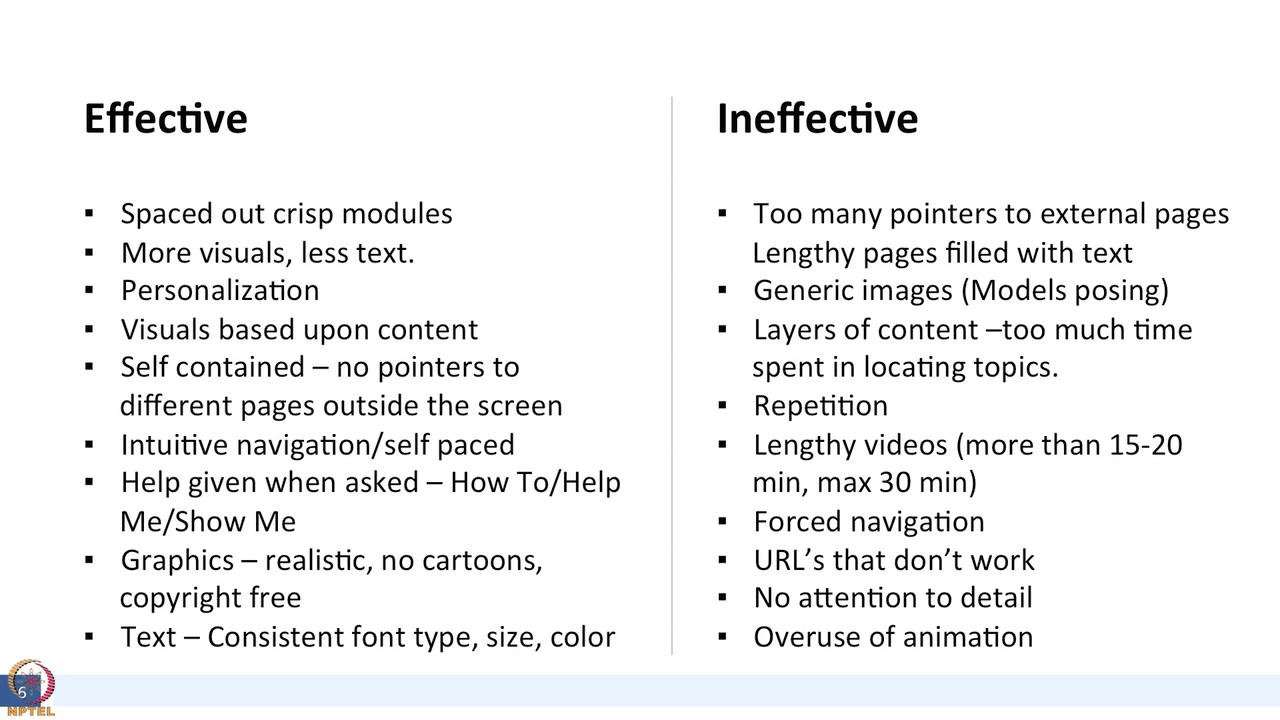 Effective
▪ Spaced out crisp modules
▪ More visuals, less text.
▪ Personalization
▪ Visuals based upon content
▪ Self contained – no pointers to
different pages outside the screen
▪ Intuitive navigation/self paced
▪ Help given when asked – How To/Help
Me/Show Me
▪ Graphics – realistic, no cartoons,
copyright free
▪ Text – Consistent font type, size, color
Ineffective
▪ Too many pointers to external pages
Lengthy pages filled with text
▪ Generic images (Models posing)
▪ Layers of content –too much time
spent in locating topics.
▪ Repetition
▪ Lengthy videos (more than 15-20
min, max 30 min)
▪ Forced navigation
▪ URL’s that don’t work
▪ No attention to detail
▪ Overuse of animation
6
NPTEL